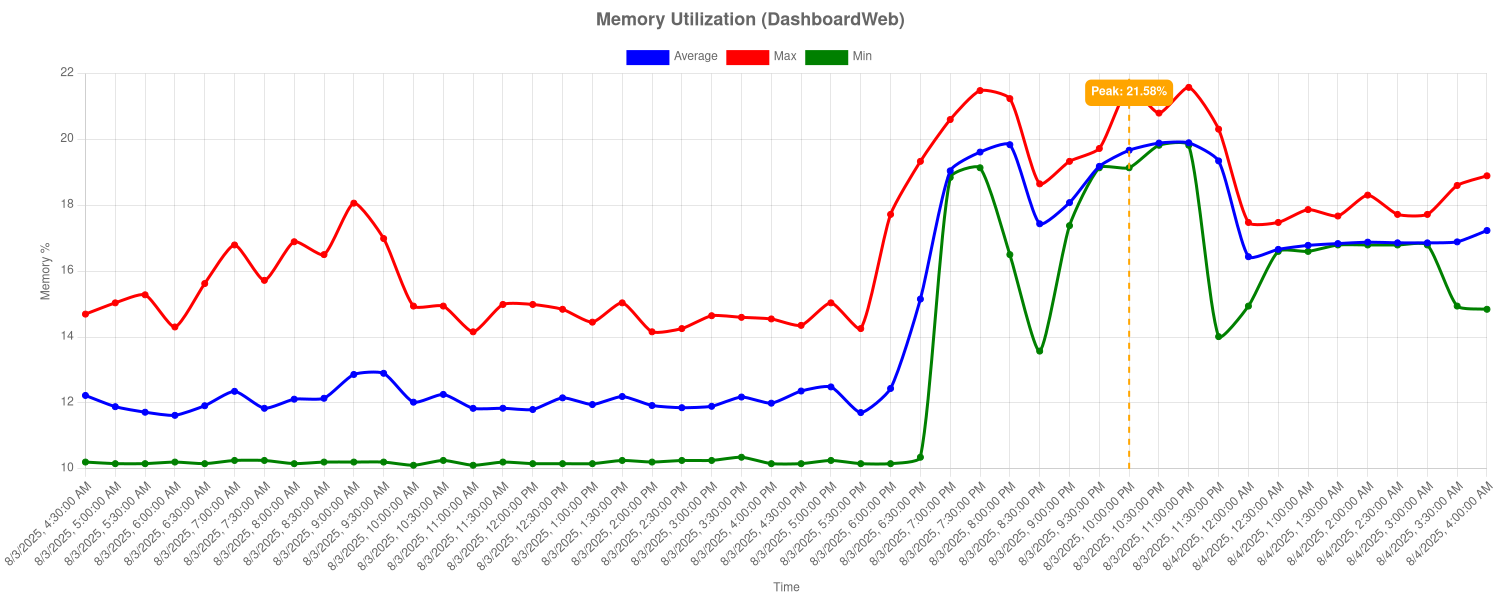 Memory Utilization (DashboardWeb)
Average Max Min
Peak: 21.58%
22
20
18
16
14
12
10
Memory %
8/3/2025, 4:30:00 AM
8/3/2025, 5:00:00 AM
8/3/2025, 5:30:00 AM
8/3/2025, 6:00:00 AM
8/3/2025, 6:30:00 AM
8/3/2025, 7:00:00 AM
8/3/2025, 7:30:00 AM
8/3/2025, 8:00:00 AM
8/3/2025, 8:30:00 AM
8/3/2025, 9:00:00 AM
8/3/2025, 9:30:00 AM
8/3/2025, 10:00:00 AM
8/3/2025, 10:30:00 AM
8/3/2025, 11:00:00 AM
8/3/2025, 11:30:00 AM
8/3/2025, 12:00:00 PM
8/3/2025, 12:30:00 PM
8/3/2025, 1:00:00 PM
8/3/2025, 1:30:00 PM
8/3/2025, 2:00:00 PM
8/3/2025, 2:30:00 PM
8/3/2025, 3:00:00 PM
8/3/2025, 3:30:00 PM
8/3/2025, 4:00:00 PM
8/3/2025, 4:30:00 PM
8/3/2025, 5:00:00 PM
8/3/2025, 5:30:00 PM
8/3/2025, 6:00:00 PM
8/3/2025, 6:30:00 PM
8/3/2025, 7:00:00 PM
8/3/2025, 7:30:00 PM
8/3/2025, 8:00:00 PM
8/3/2025, 8:30:00 PM
8/3/2025, 9:00:00 PM
8/3/2025, 9:30:00 PM
8/3/2025, 10:00:00 PM
8/3/2025, 10:30:00 PM
8/3/2025, 11:00:00 PM
8/3/2025, 11:30:00 PM
8/4/2025, 12:00:00 AM
8/4/2025, 12:30:00 AM
8/4/2025, 1:00:00 AM
8/4/2025, 1:30:00 AM
8/4/2025, 2:00:00 AM
8/4/2025, 2:30:00 AM
8/4/2025, 3:00:00 AM
8/4/2025, 3:30:00 AM
8/4/2025, 4:00:00 AM
Time